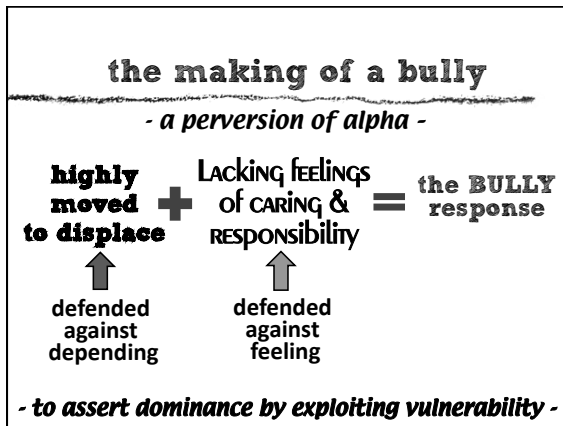 the making of a bully
- a perversion of alpha -
highly
moved
to displace
+
Lacking feelings
of caring &
responsibility
=
the BULLY
response
defended
against
depending
defended
against
feeling
- to assert dominance by exploiting vulnerability -